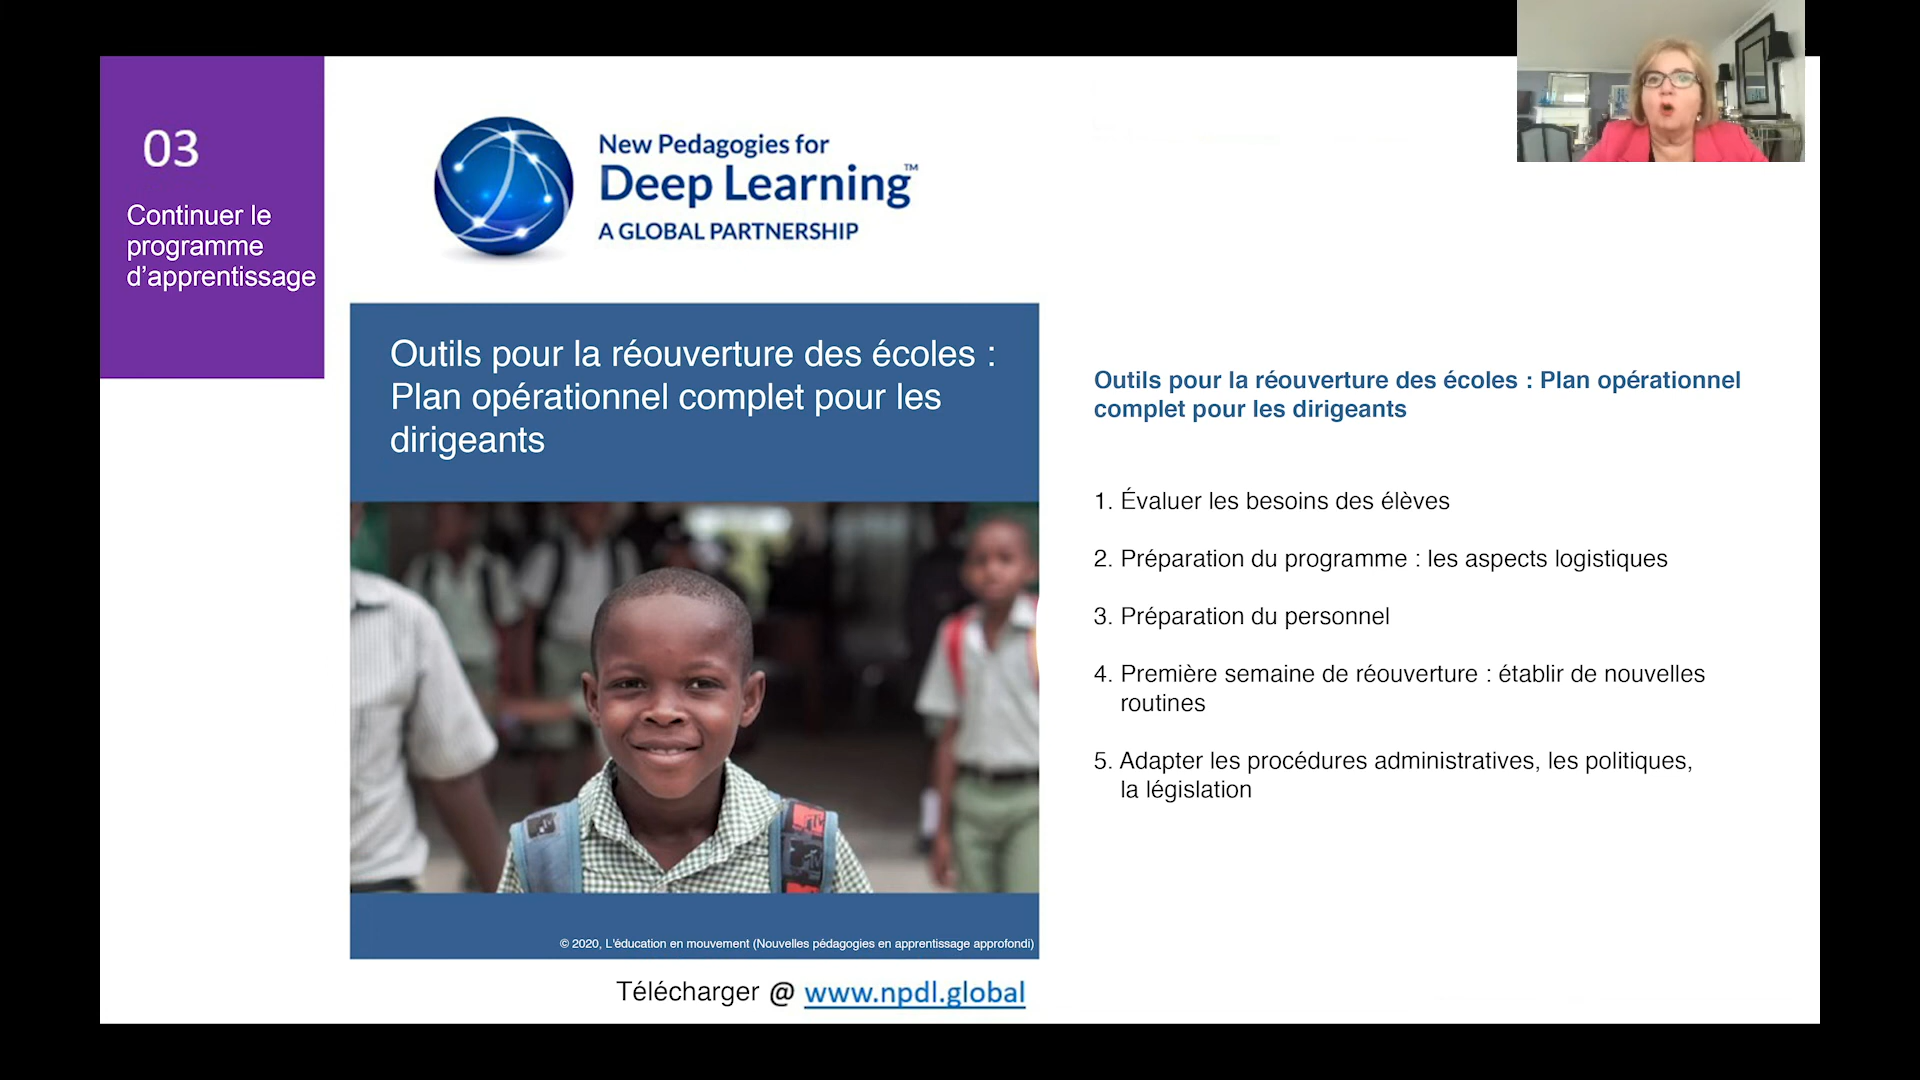 03
Continuer le
programme
d’apprentissage
New Pedagogies for
Deep Learning™
A GLOBAL PARTNERSHIP
Outils pour la réouverture des écoles :
Plan opérationnel complet pour les
dirigeants
© 2020, L'éducation en mouvement (Nouvelles pédagogies en apprentissage approfondi)
Télécharger @ www.npdl.global
Outils pour la réouverture des écoles : Plan opérationnel
complet pour les dirigeants
1. Évaluer les besoins des élèves
2. Préparation du programme : les aspects logistiques
3. Préparation du personnel
4. Première semaine de réouverture : établir de nouvelles
routines
5. Adapter les procédures administratives, les politiques,
la législation